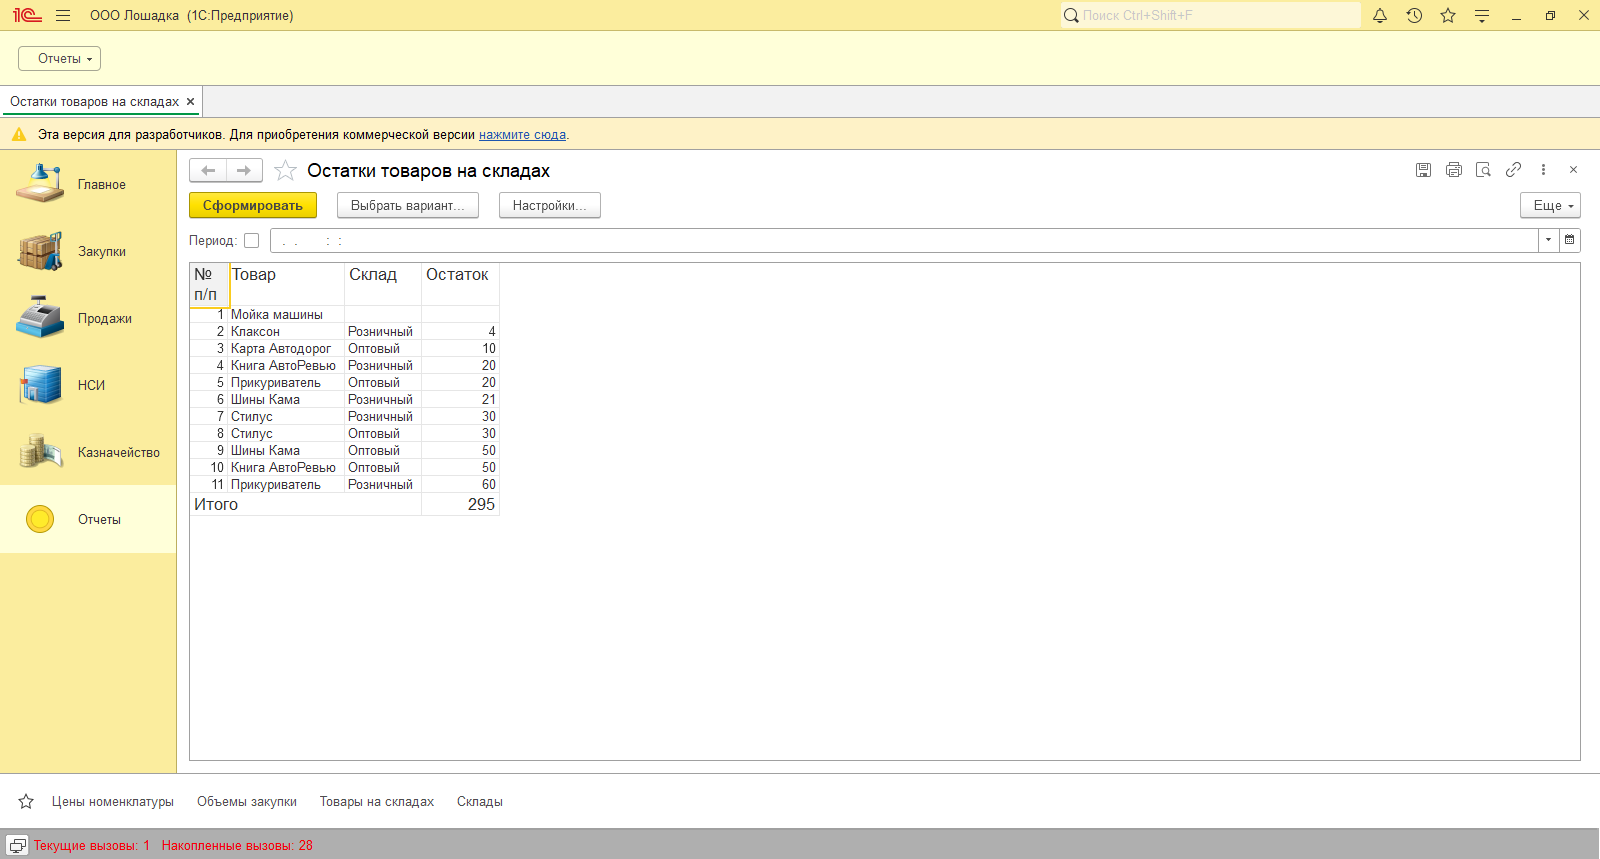 1С ООО Лошадка (1С:Предприятие) Поиск Ctrl+Shift+F
Отчеты
Остатки товаров на складах
Эта версия для разработчиков. Для приобретения коммерческой версии нажмите сюда.
Главное
Закупки
Продажи
НСИ
Казначейство
Отчеты
Остатки товаров на складах
Сформировать Выбрать вариант... Настройки... Еще
Период: . . : :
№ п/п Товар Склад Остаток
1 Мойка машины
2 Клаксон Розничный 4
3 Карта Автодорог Оптовый 10
4 Книга АвтоРевью Розничный 20
5 Прикуриватель Оптовый 20
6 Шины Кама Розничный 21
7 Стилус Розничный 30
8 Стилус Оптовый 30
9 Шины Кама Оптовый 50
10 Книга АвтоРевью Оптовый 50
11 Прикуриватель Розничный 60
Итого 295
Цены номенклатуры Объемы закупки Товары на складах Склады
Текущие вызовы: 1 Накопленные вызовы: 28